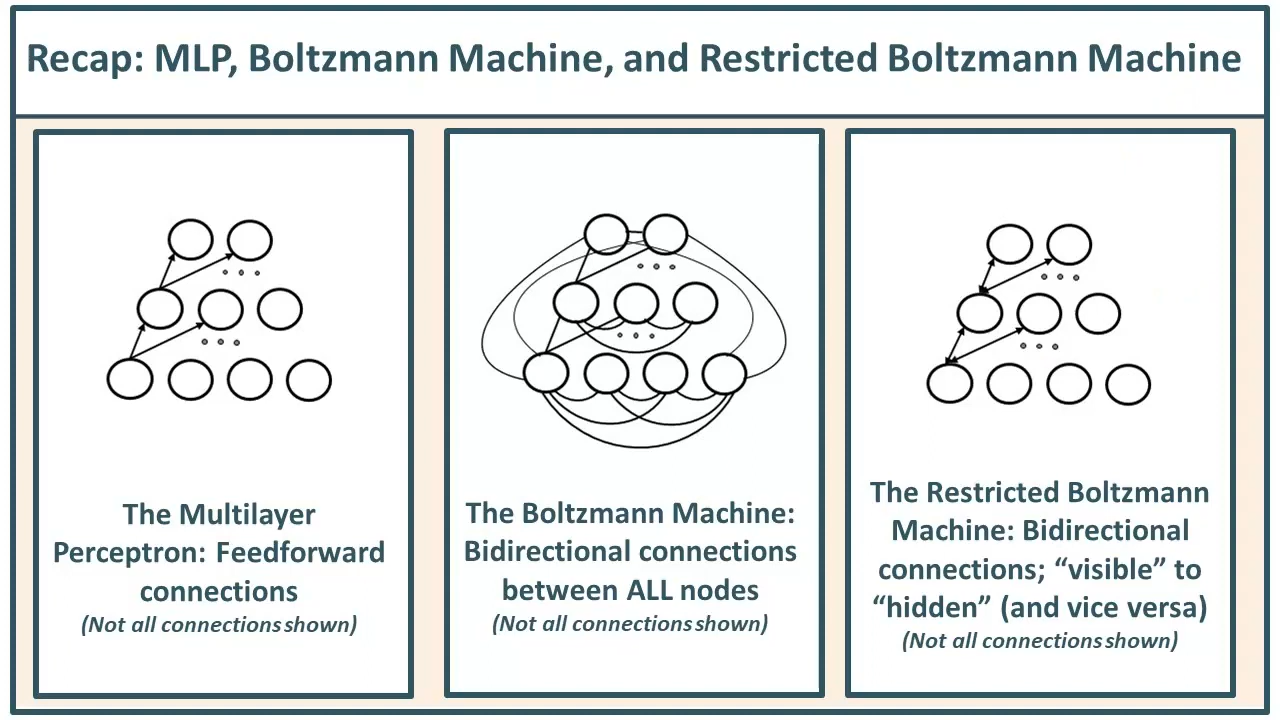 Recap: MLP, Boltzmann Machine, and Restricted Boltzmann Machine
The Multilayer
Perceptron: Feedforward
connections
(Not all connections shown)
The Boltzmann Machine:
Bidirectional connections
between ALL nodes
(Not all connections shown)
The Restricted Boltzmann
Machine: Bidirectional
connections; “visible” to
“hidden” (and vice versa)
(Not all connections shown)